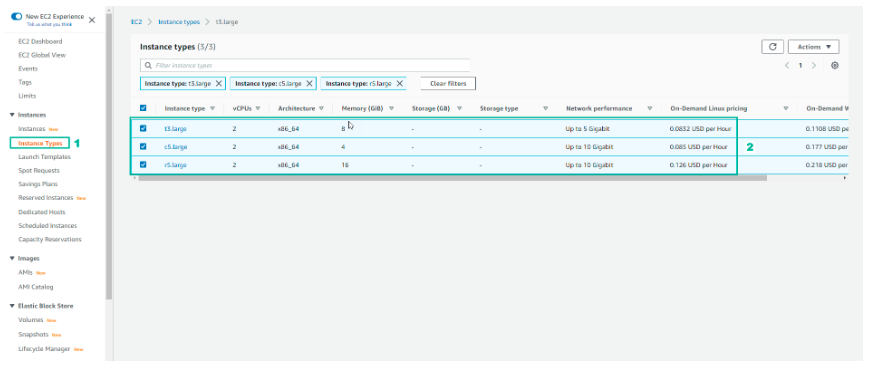 New EC2 Experience
Tell us what you think
EC2 > Instance types > t3.large
EC2 Dashboard
EC2 Global View
Events
Tags
Limits
Instances
Instances New
Instance Types 1
Launch Templates
Spot Requests
Savings Plans
Reserved Instances New
Dedicated Hosts
Scheduled Instances
Capacity Reservations
Images
AMIs New
AMI Catalog
Elastic Block Store
Volumes New
Snapshots New
Lifecycle Manager New
Instance types (3/3)
Actions
Filter instance types
1
Instance type: t3.large Instance type: c5.large Instance type: r5.large Clear filters
Instance type vCPUs Architecture Memory (GiB) Storage (GB) Storage type Network performance On-Demand Linux pricing On-Demand W
t3.large 2 x86_64 8 - - Up to 5 Gigabit 0.0832 USD per Hour 0.1108 USD pe
c5.large 2 x86_64 4 - - Up to 10 Gigabit 0.085 USD per Hour 2 0.177 USD per
r5.large 2 x86_64 16 - - Up to 10 Gigabit 0.126 USD per Hour 0.218 USD per